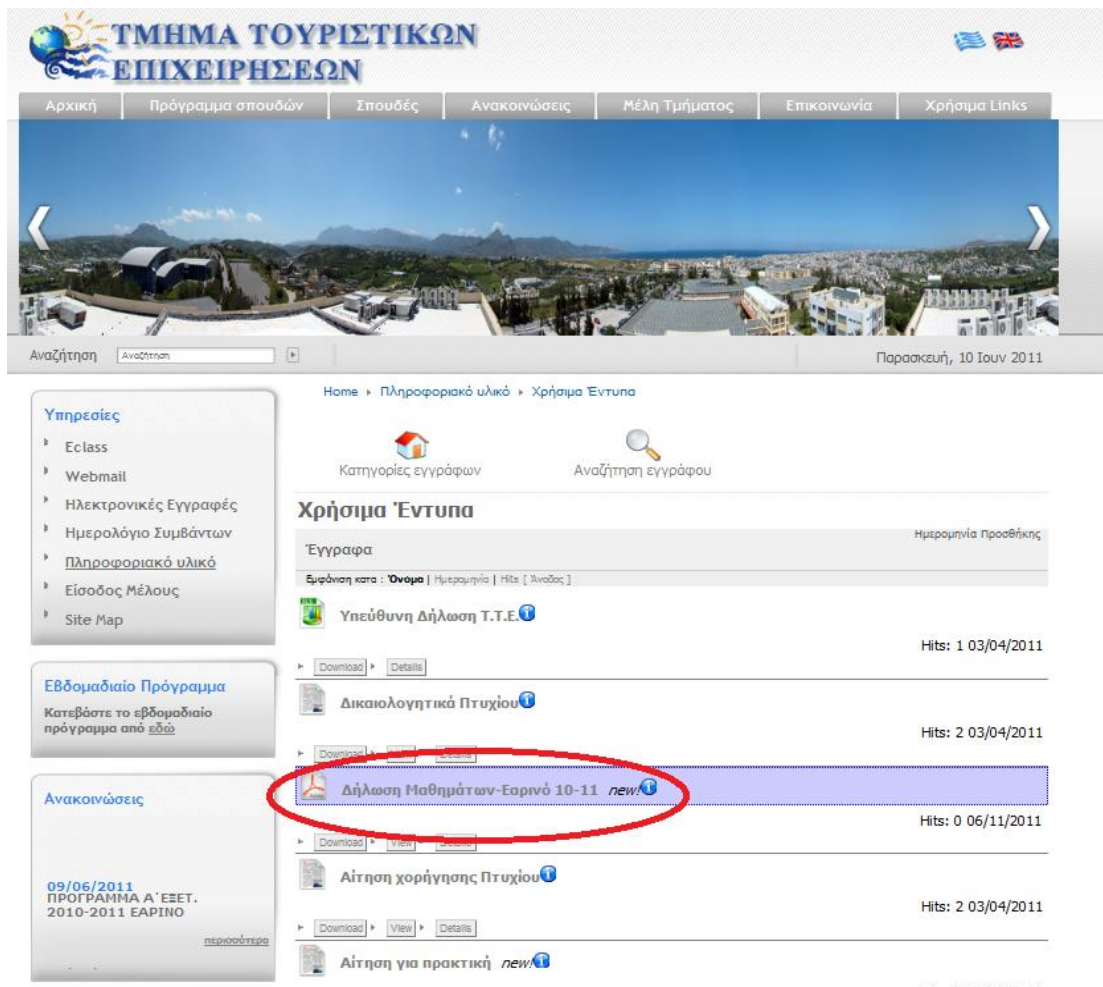 ΤΜΗΜΑ ΤΟΥΡΙΣΤΙΚΩΝ
ΕΠΙΧΕΙΡΗΣΕΩΝ
Αρχική Πρόγραμμα σπουδών Σπουδές Ανακοινώσεις Μέλη Τμήματος Επικοινωνία Χρήσιμα Links
Αναζήτηση Αναζήτηση Παρασκευή, 10 Ιουν 2011
Υπηρεσίες
Eclass
Webmail
Ηλεκτρονικές Εγγραφές
Ημερολόγιο Συμβάντων
Πληροφοριακό υλικό
Είσοδος Μέλους
Site Map
Εβδομαδιαίο Πρόγραμμα
Κατεβάστε το εβδομαδιαίο
πρόγραμμα από εδώ
Ανακοινώσεις
09/06/2011
ΠΡΟΓΡΑΜΜΑ Α΄ΕΞΕΤ.
2010-2011 ΕΑΡΙΝΟ
περισσότερα
Home Πληροφοριακό υλικό Χρήσιμα Έντυπα
Κατηγορίες εγγράφων Αναζήτηση εγγράφου
Χρήσιμα Έντυπα
Ημερομηνία Προσθήκης
Έγγραφα
Εμφάνιση κατα : Όνομα | Ημερομηνία | Hits [ Άνοδος ]
Υπεύθυνη Δήλωση Τ.Τ.Ε.
Hits: 1 03/04/2011
Download Details
Δικαιολογητικά Πτυχίου
Hits: 2 03/04/2011
Download View Details
Δήλωση Μαθημάτων-Εαρινό 10-11 new!
Hits: 0 06/11/2011
Download View Details
Αίτηση χορήγησης Πτυχίου
Hits: 2 03/04/2011
Download View Details
Αίτηση για πρακτική new!